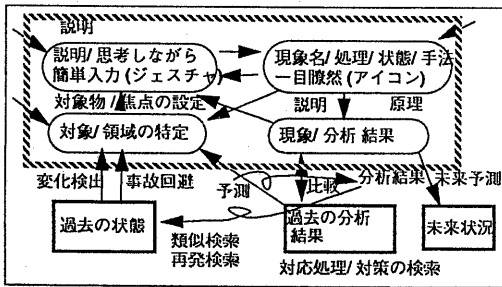 説明
説明/思考しながら
簡単入力(ジェスチャ)
現象名/処理/状態/手法
一目瞭然(アイコン)
対象物/焦点の設定
説明
原理
対象/領域の特定
現象/分析 結果
変化検出
事故回避
予測
比較
分析結果
未来予測
過去の状態
類似検索
再発検索
過去の分析
結果
未来状況
対応処理/対策の検索